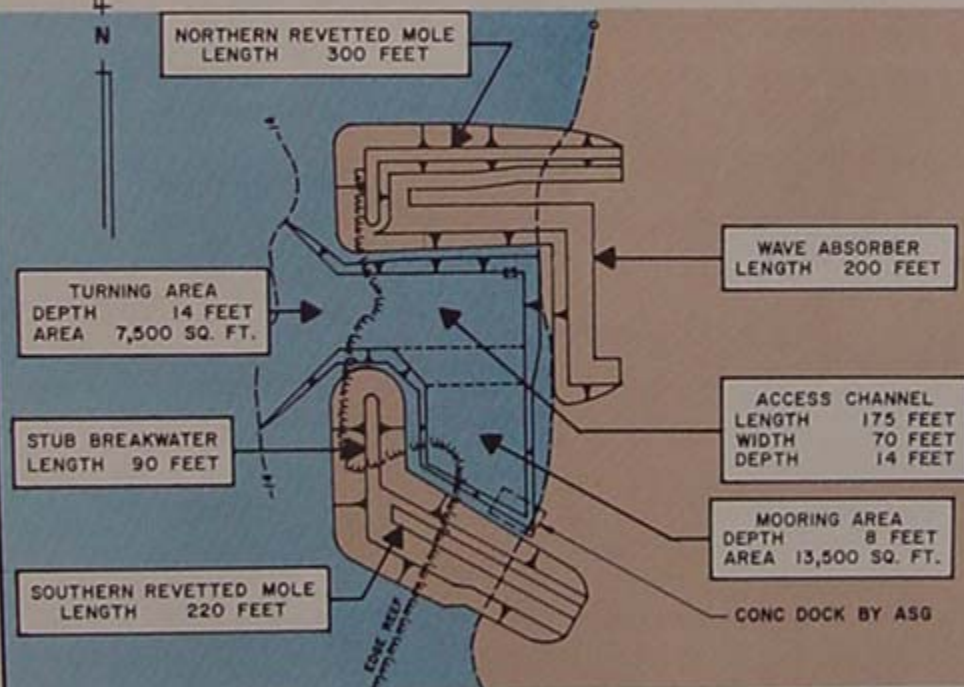 N
NORTHERN REVETTED MOLE
LENGTH 300 FEET
WAVE ABSORBER
LENGTH 200 FEET
TURNING AREA
DEPTH 14 FEET
AREA 7,500 SQ. FT.
ACCESS CHANNEL
LENGTH 175 FEET
WIDTH 70 FEET
DEPTH 14 FEET
STUB BREAKWATER
LENGTH 90 FEET
MOORING AREA
DEPTH 8 FEET
AREA 13,500 SQ. FT.
SOUTHERN REVETTED MOLE
LENGTH 220 FEET
CONC DOCK BY ASG
EDGE REEF